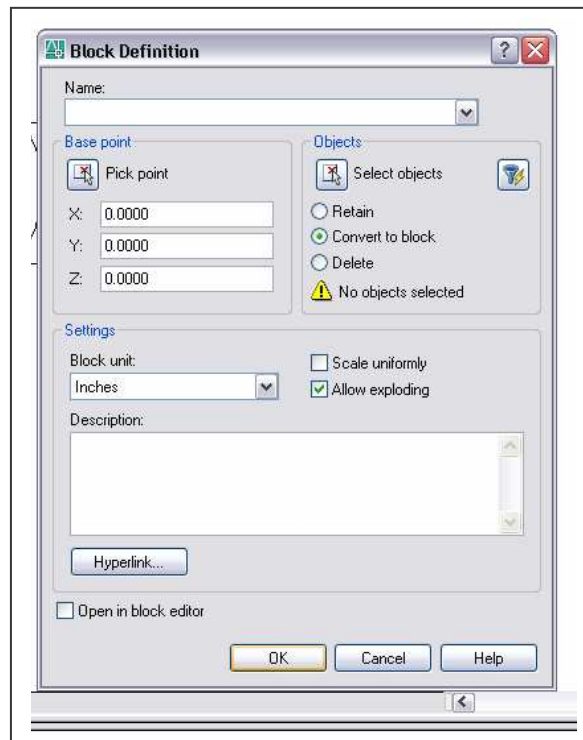 Block Definition
Name:
Base point
Pick point
X: 0.0000
Y: 0.0000
Z: 0.0000
Objects
Select objects
Retain
Convert to block
Delete
No objects selected
Settings
Block unit:
Inches
Scale uniformly
Allow exploding
Description:
Hyperlink...
Open in block editor
OK Cancel Help